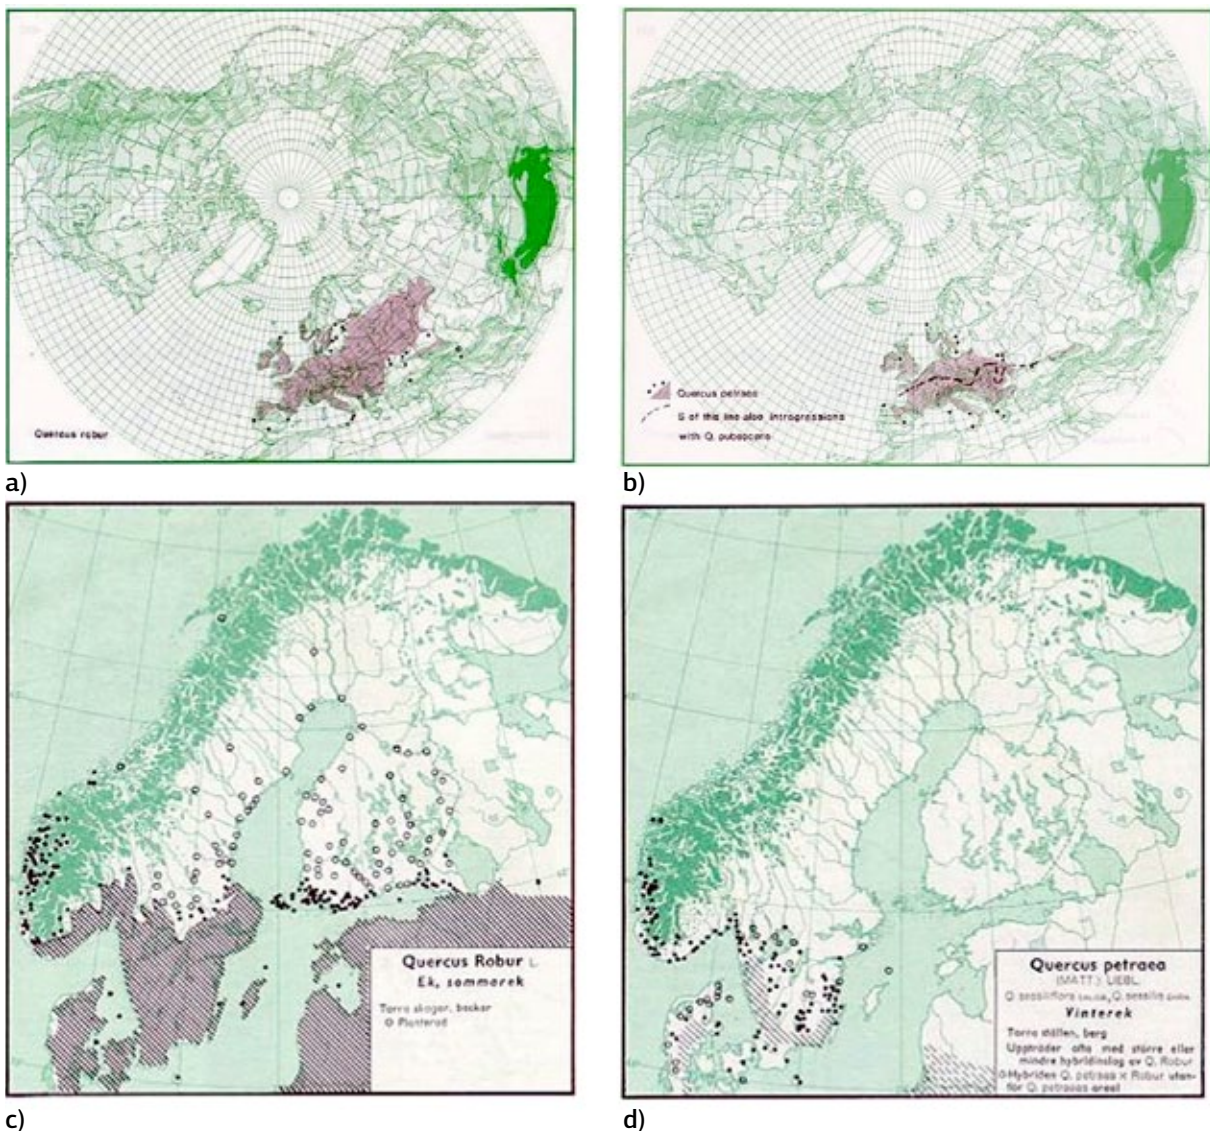 Quercus robur
a)
Quercus petraea
S of this line also introgressions
with Q. pubescens
b)
Quercus Robur L.
Ek, sommarek
Torra skogar, backar
Planterad
c)
Quercus petraea
(MATT.) LIEBL.
Q. sessiliflora Q. sessilis
Vinterek
Torra ställen, berg
Uppträder ofta med större eller
mindre hybridinslag av Q. Robur
Hybriden Q. petraea × Robur utan-
för Q. petraeas areal
d)